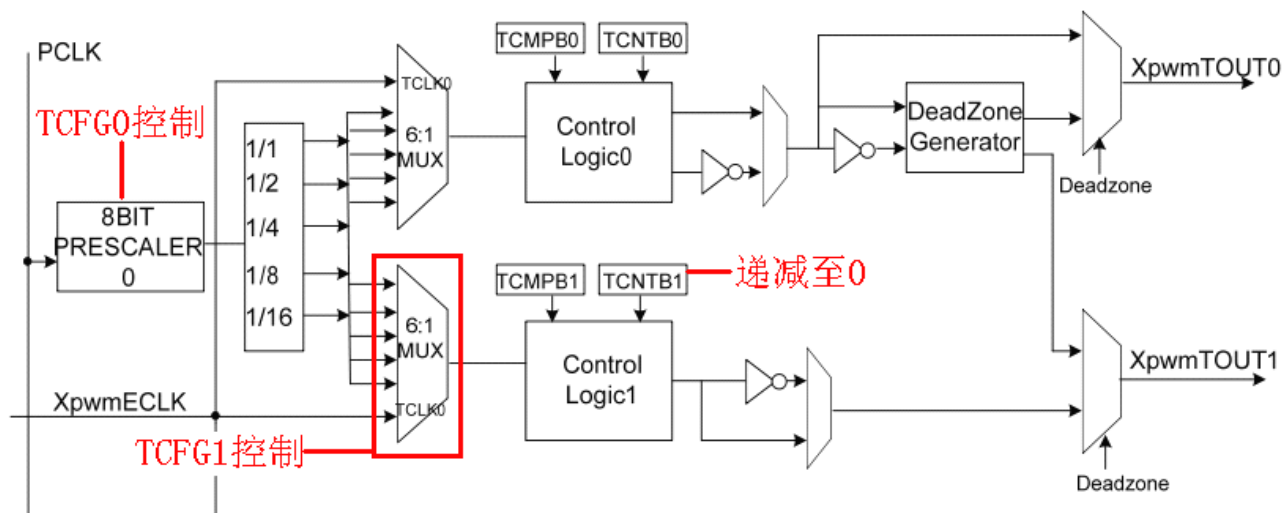 PCLK
TCFG0控制
8BIT
PRESCALER
0
1/1
1/2
1/4
1/8
1/16
TCLK0
6:1
MUX
TCMPB0
TCNTB0
Control
Logic0
DeadZone
Generator
XpwmTOUT0
Deadzone
6:1
MUX
TCLK0
TCMPB1
TCNTB1
递减至0
Control
Logic1
XpwmTOUT1
Deadzone
XpwmECLK
TCFG1控制